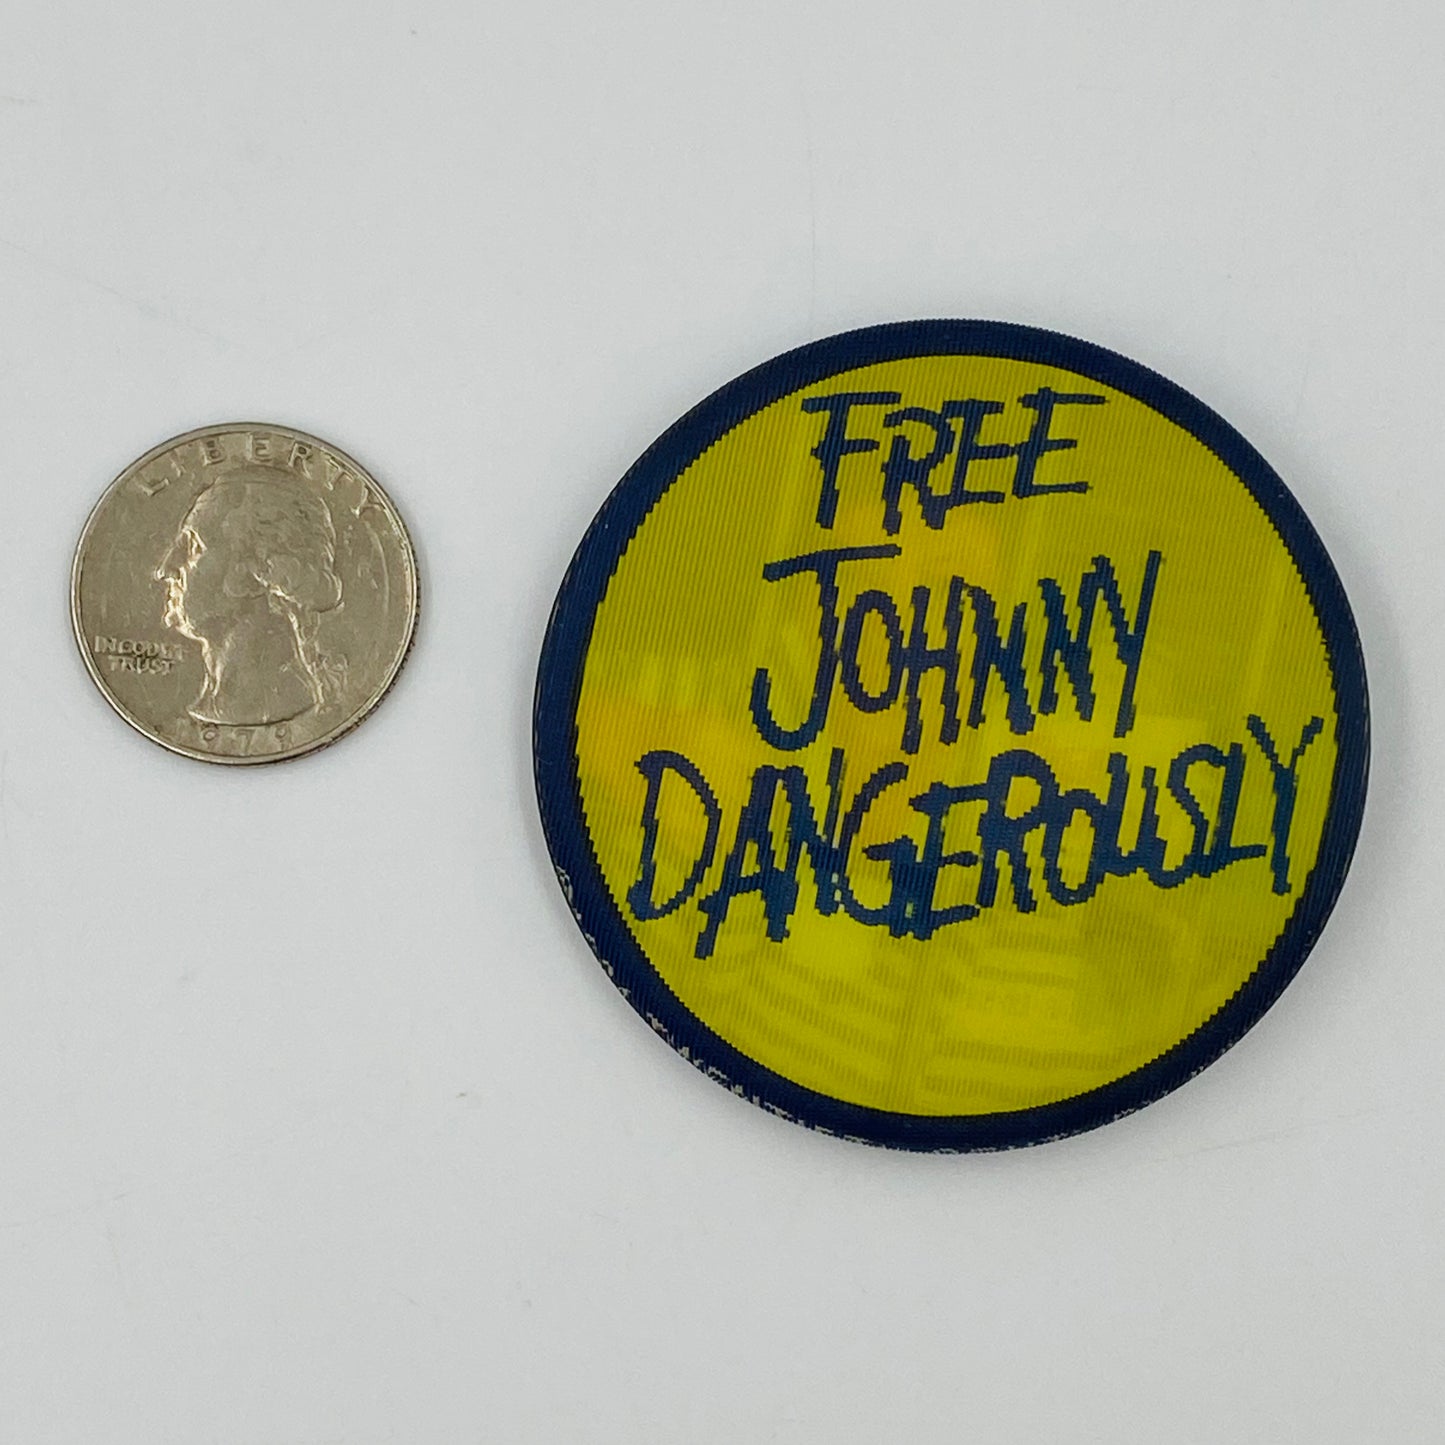 LIBERTY
IN GOD WE
TRUST
1979
FREE
JOHNNY
DANGEROUSLY